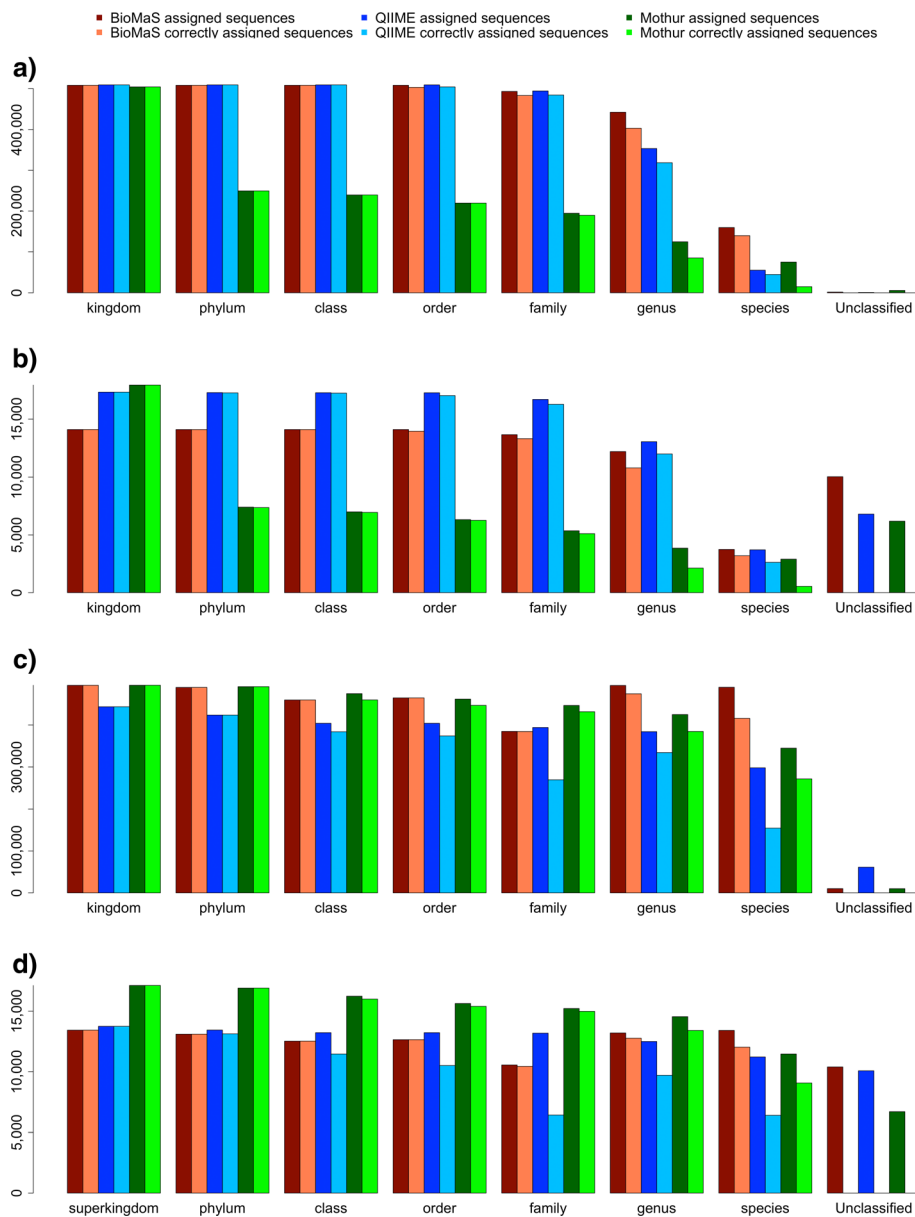 BioMaS assigned sequences QIIME assigned sequences Mothur assigned sequences
BioMaS correctly assigned sequences QIIME correctly assigned sequences Mothur correctly assigned sequences
a)
400,000
200,000
0
kingdom phylum class order family genus species Unclassified
b)
15,000
10,000
5,000
0
kingdom phylum class order family genus species Unclassified
c)
300,000
100,000
0
kingdom phylum class order family genus species Unclassified
d)
15,000
10,000
5,000
0
superkingdom phylum class order family genus species Unclassified